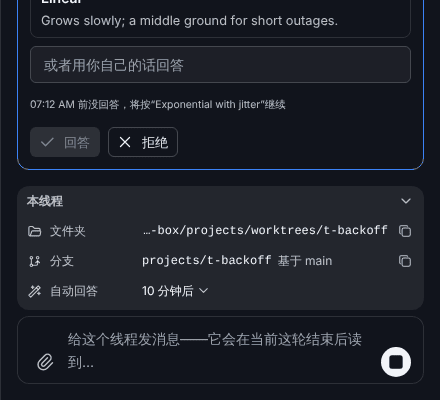 Linear
Grows slowly; a middle ground for short outages.
或者用你自己的话回答
07:12 AM 前没回答，将按“Exponential with jitter”继续
回答
拒绝
本线程
文件夹 …-box/projects/worktrees/t-backoff
分支 projects/t-backoff 基于 main
自动回答 10 分钟后
给这个线程发消息——它会在当前这轮结束后读
到...